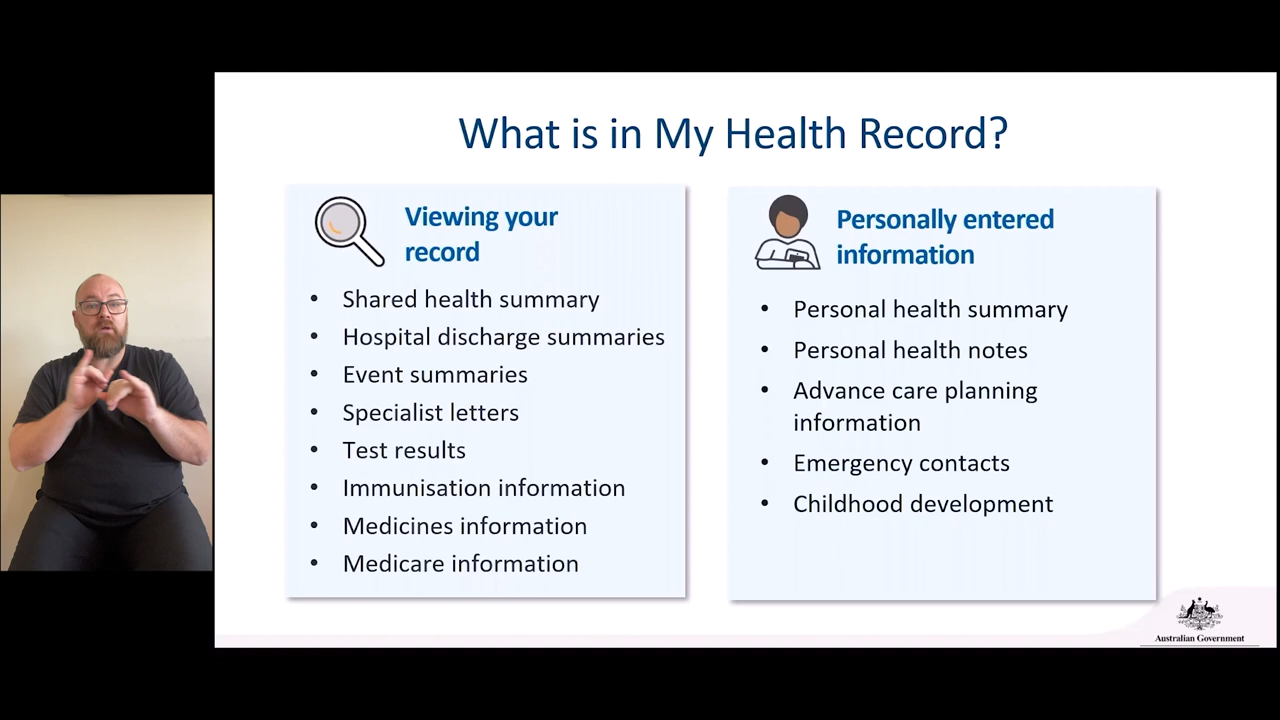 What is in My Health Record?
Viewing your
record
• Shared health summary
• Hospital discharge summaries
• Event summaries
• Specialist letters
• Test results
• Immunisation information
• Medicines information
• Medicare information
Personally entered
information
• Personal health summary
• Personal health notes
• Advance care planning
information
• Emergency contacts
• Childhood development
Australian Government